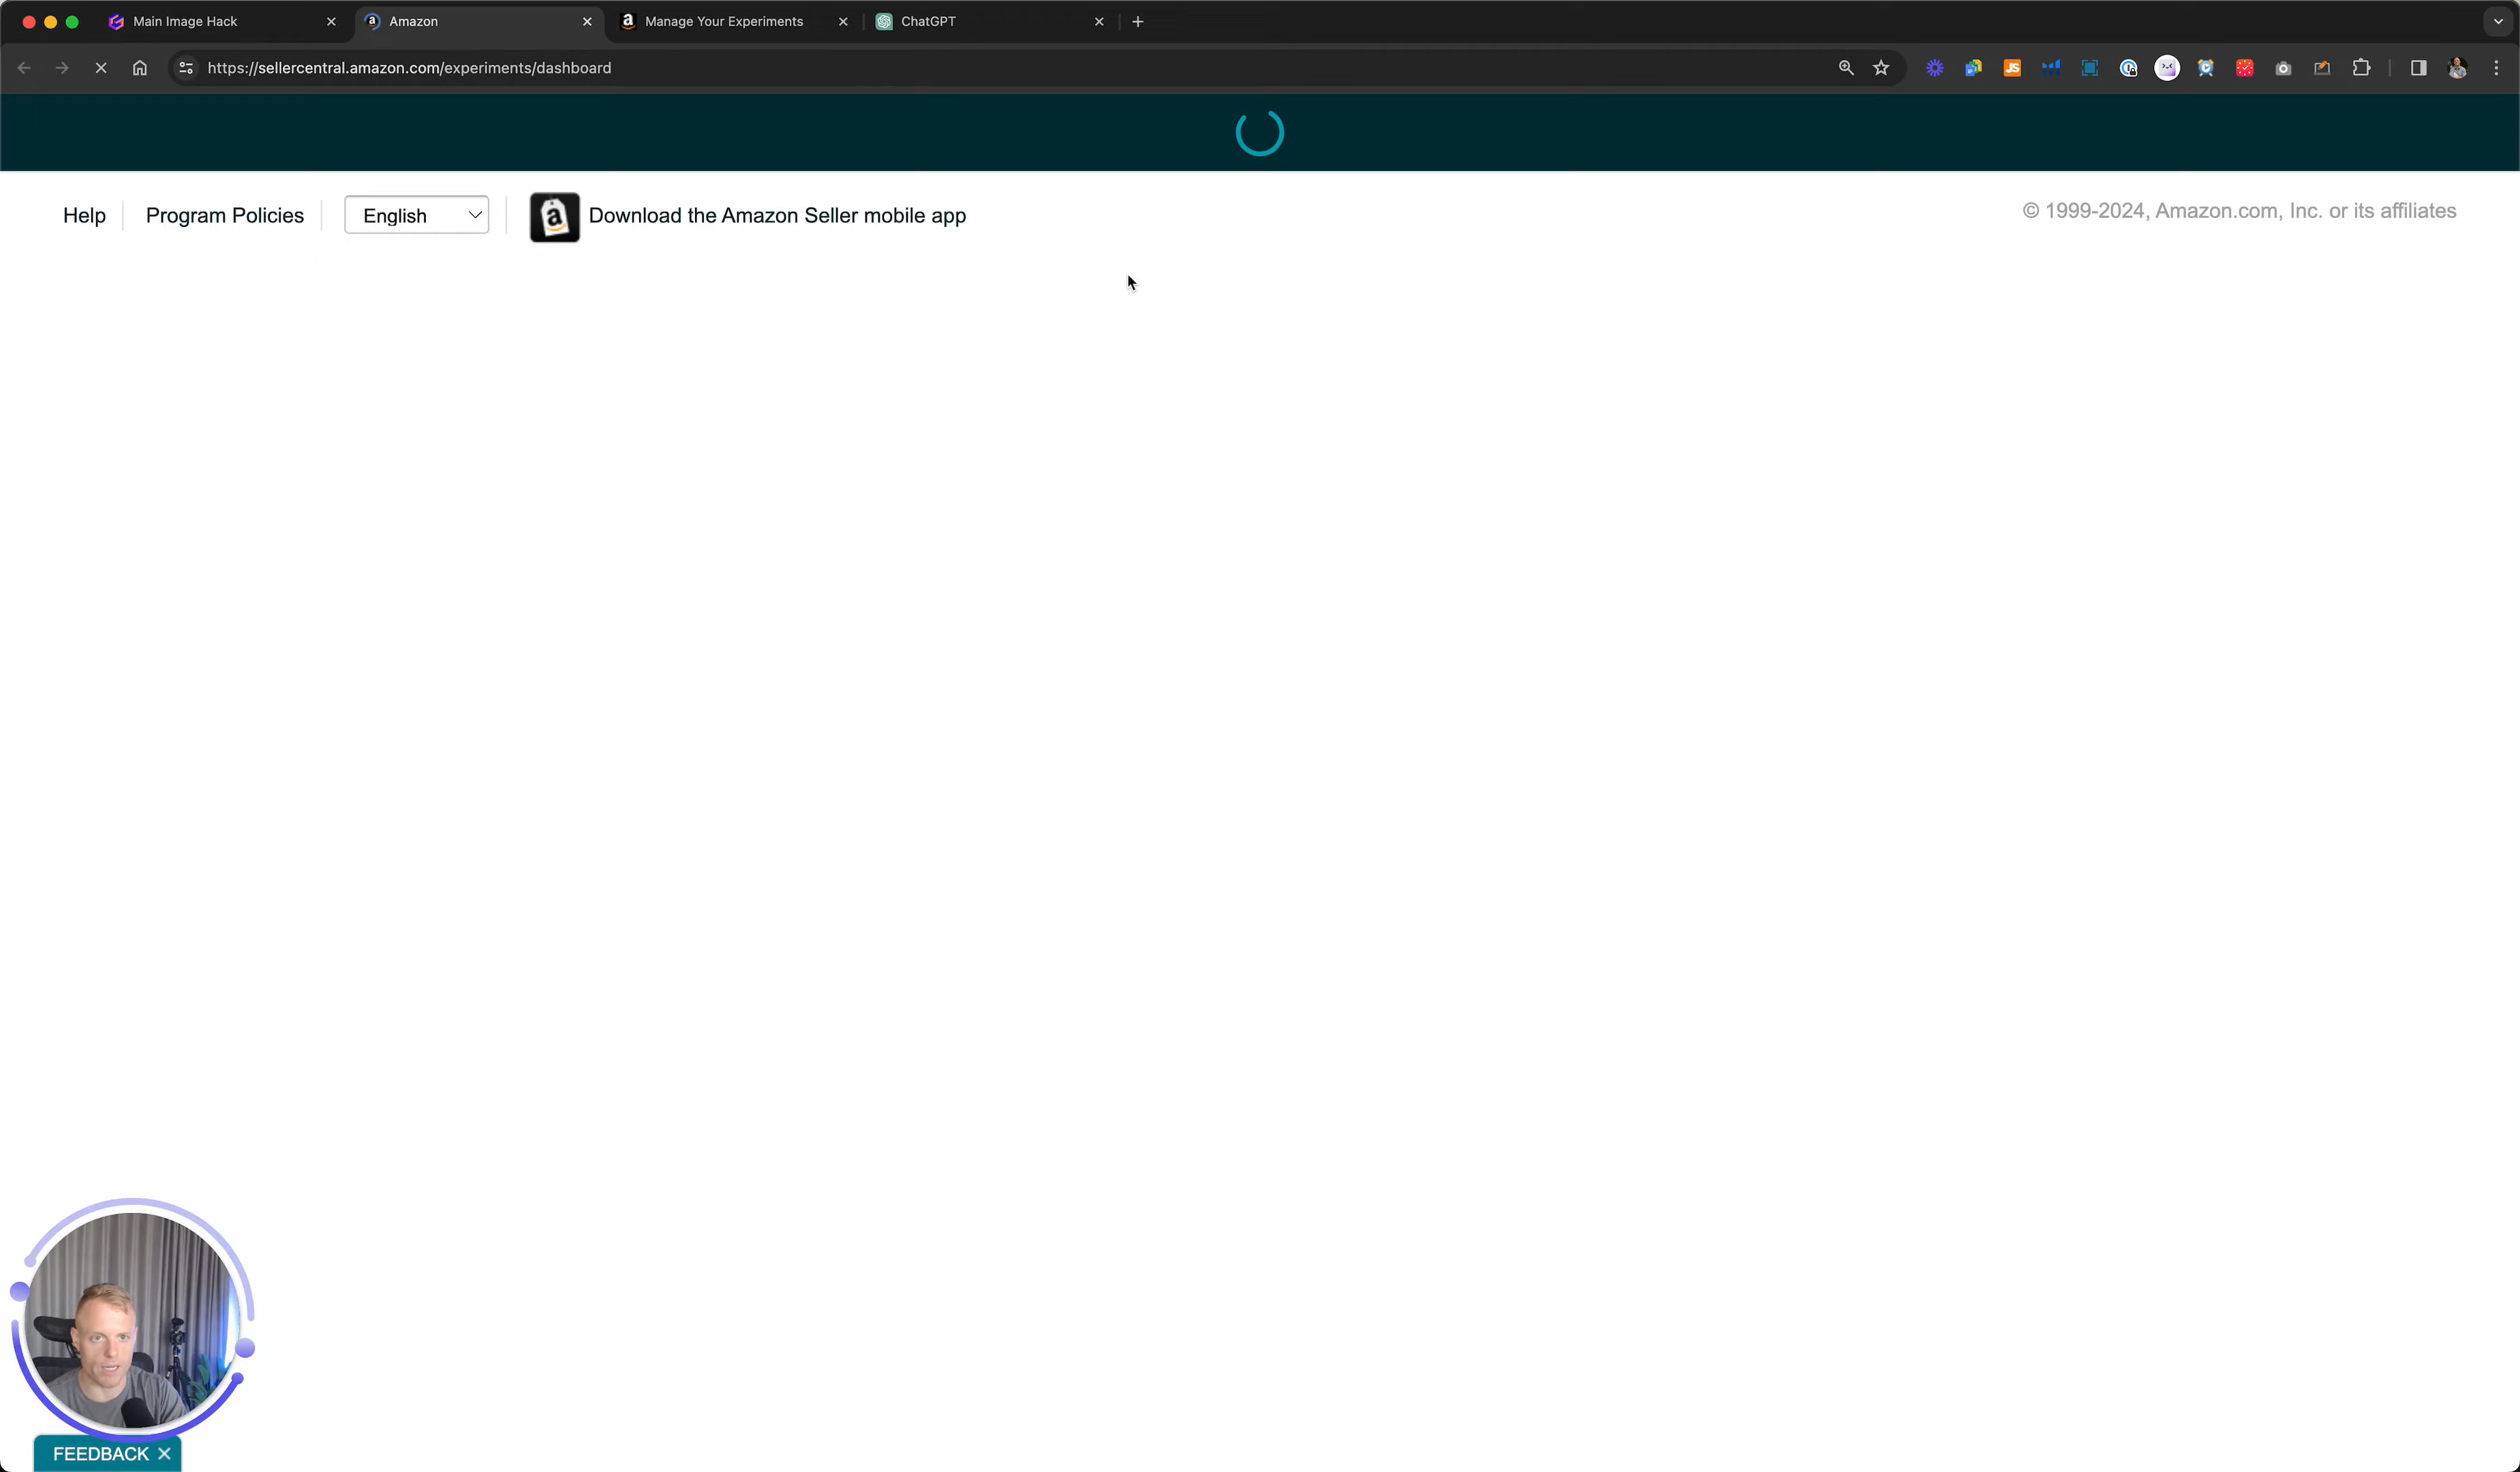 Main Image Hack
Amazon
Manage Your Experiments
ChatGPT
https://sellercentral.amazon.com/experiments/dashboard
JS
Help
Program Policies
English
Download the Amazon Seller mobile app
© 1999-2024, Amazon.com, Inc. or its affiliates
FEEDBACK